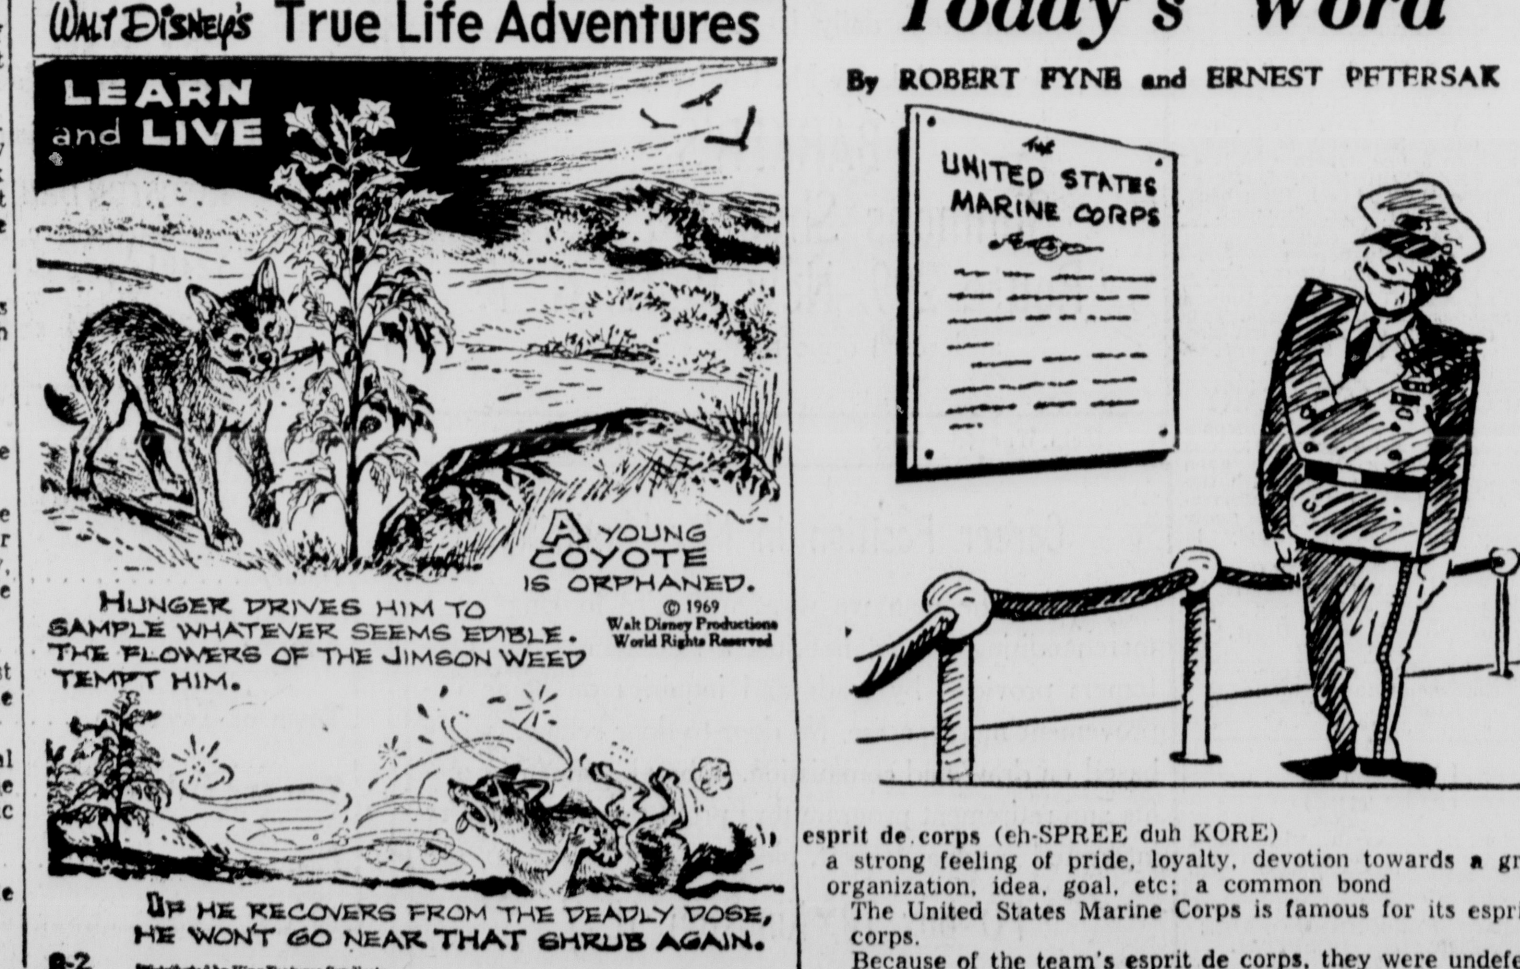 WALT DISNEY'S True Life Adventures
LEARN
and LIVE
A YOUNG
COYOTE
IS ORPHANED.
© 1969
Walt Disney Productions
World Rights Reserved
HUNGER DRIVES HIM TO
SAMPLE WHATEVER SEEMS EDIBLE.
THE FLOWERS OF THE JIMSON WEED
TEMPT HIM.
IF HE RECOVERS FROM THE DEADLY DOSE,
HE WON'T GO NEAR THAT SHRUB AGAIN.
8-2
Today's Word
By ROBERT FYNE and ERNEST PETERSAK
THE
UNITED STATES
MARINE CORPS
esprit de corps (eh-SPREE duh KORE)
a strong feeling of pride, loyalty, devotion towards a
organization, idea, goal, etc; a common bond
The United States Marine Corps is famous for its
corps.
Because of the team's esprit de corps, they were